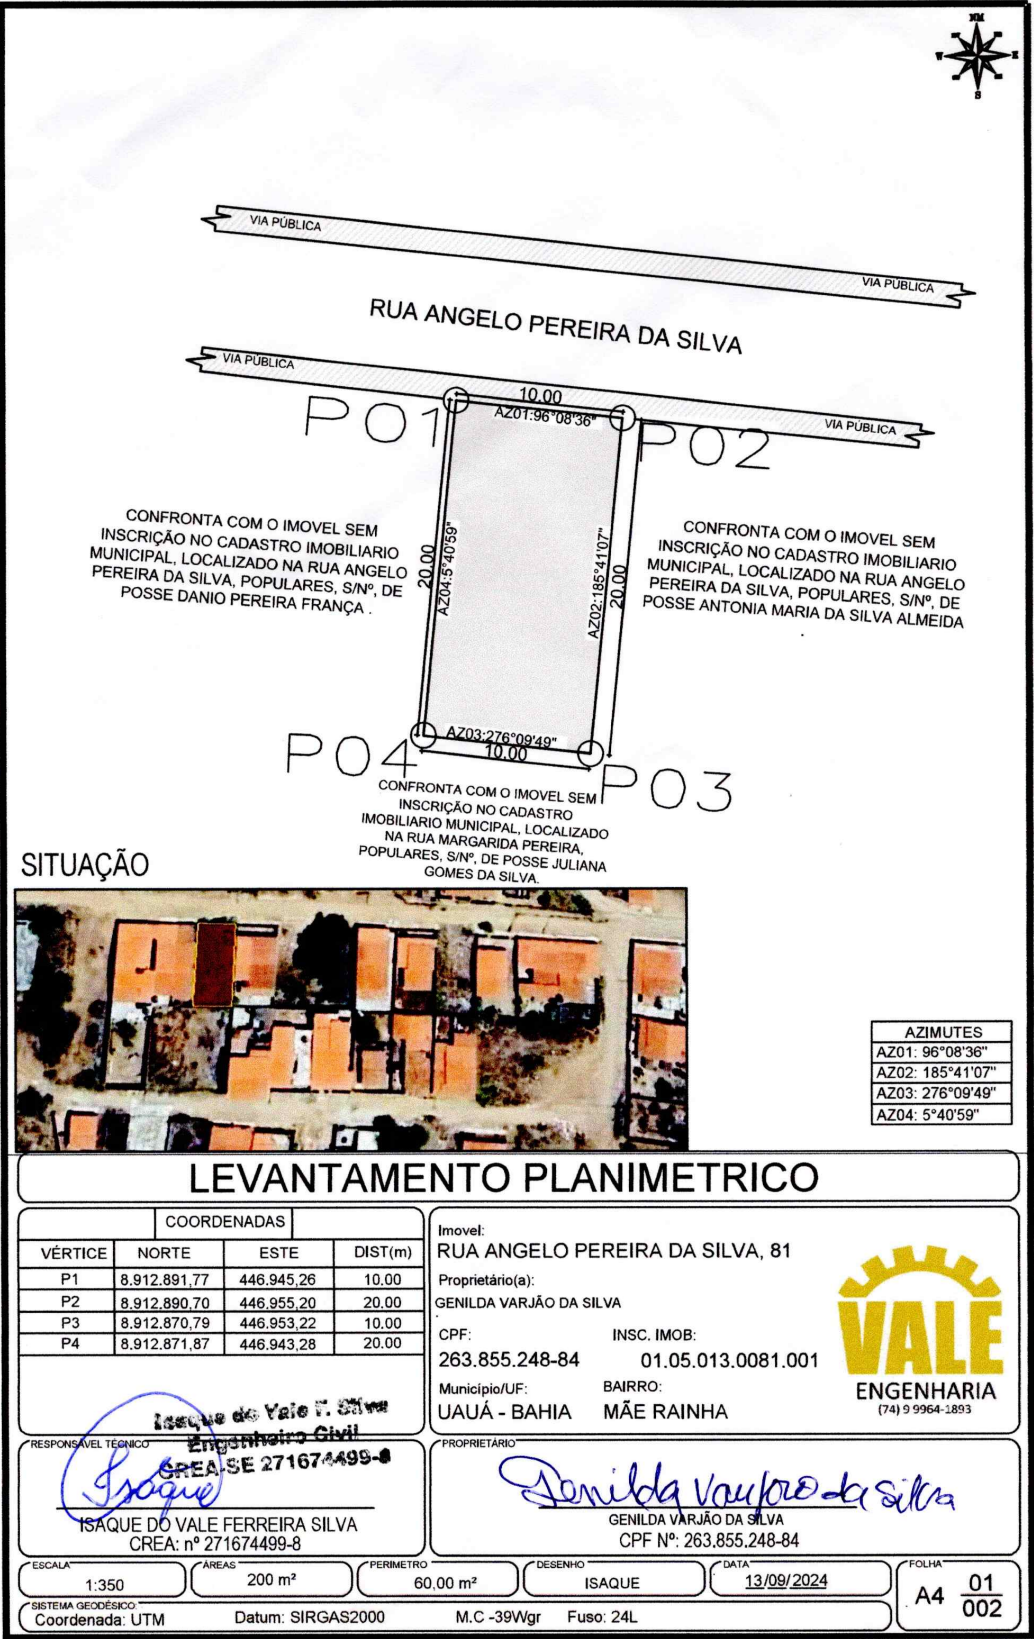 NM
W
E
S
VIA PÚBLICA
VIA PÚBLICA
RUA ANGELO PEREIRA DA SILVA
VIA PÚBLICA
VIA PÚBLICA
10.00
AZ01:96°08'36"
P01
P02
CONFRONTA COM O IMOVEL SEM
INSCRIÇÃO NO CADASTRO IMOBILIARIO
MUNICIPAL, LOCALIZADO NA RUA ANGELO
PEREIRA DA SILVA, POPULARES, S/Nº, DE
POSSE DANIO PEREIRA FRANÇA .
20.00
AZ04:5°40'59"
AZ02:185°41'07"
20.00
CONFRONTA COM O IMOVEL SEM
INSCRIÇÃO NO CADASTRO IMOBILIARIO
MUNICIPAL, LOCALIZADO NA RUA ANGELO
PEREIRA DA SILVA, POPULARES, S/Nº, DE
POSSE ANTONIA MARIA DA SILVA ALMEIDA
AZ03:276°09'49"
10.00
P04
P03
CONFRONTA COM O IMOVEL SEM
INSCRIÇÃO NO CADASTRO
IMOBILIARIO MUNICIPAL, LOCALIZADO
NA RUA MARGARIDA PEREIRA,
POPULARES, S/Nº, DE POSSE JULIANA
GOMES DA SILVA.
SITUAÇÃO
AZIMUTES
AZ01: 96°08'36"
AZ02: 185°41'07"
AZ03: 276°09'49"
AZ04: 5°40'59"
LEVANTAMENTO PLANIMETRICO
COORDENADAS
VÉRTICE NORTE ESTE DIST(m)
P1 8.912.891,77 446.945,26 10.00
P2 8.912.890,70 446.955,20 20.00
P3 8.912.870,79 446.953,22 10.00
P4 8.912.871,87 446.943,28 20.00
Imovel:
RUA ANGELO PEREIRA DA SILVA, 81
Proprietário(a):
GENILDA VARJÃO DA SILVA
CPF: INSC. IMOB:
263.855.248-84 01.05.013.0081.001
Município/UF: BAIRRO:
UAUÁ - BAHIA MÃE RAINHA
VALE
ENGENHARIA
(74) 9 9964-1893
Isaque do Vale F. Silva
Engenheiro Civil
CREA-SE 271674499-8
RESPONSÁVEL TÉCNICO
Isaque
ISAQUE DO VALE FERREIRA SILVA
CREA: nº 271674499-8
PROPRIETÁRIO
Genilda Varjão da Silva
GENILDA VARJÃO DA SILVA
CPF Nº: 263.855.248-84
ESCALA
1:350
ÁREAS
200 m²
PERIMETRO
60,00 m²
DESENHO
ISAQUE
DATA
13/09/2024
FOLHA
A4 01
002
SISTEMA GEODÉSICO:
Coordenada: UTM Datum: SIRGAS2000 M.C -39Wgr Fuso: 24L